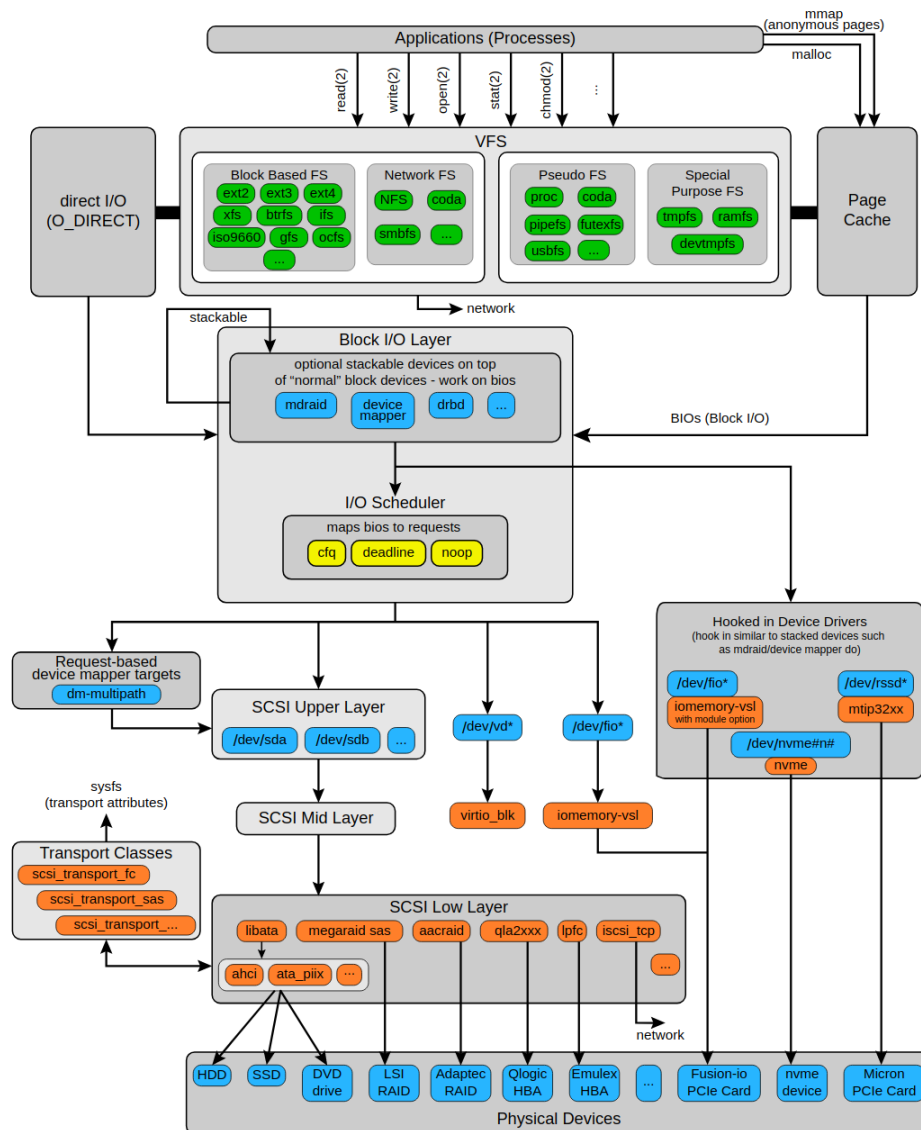 mmap
(anonymous pages)
Applications (Processes)
malloc
read(2)
write(2)
open(2)
stat(2)
chmod(2)
...
VFS
direct I/O
(O_DIRECT)
Block Based FS
ext2 ext3 ext4
xfs btrfs ifs
iso9660 gfs ocfs
...
Network FS
NFS coda
smbfs ...
Pseudo FS
proc coda
pipefs futexfs
usbfs ...
Special
Purpose FS
tmpfs ramfs
devtmpfs
Page
Cache
network
stackable
Block I/O Layer
optional stackable devices on top
of “normal” block devices - work on bios
mdraid device mapper drbd ...
BIOs (Block I/O)
I/O Scheduler
maps bios to requests
cfq deadline noop
Hooked in Device Drivers
(hook in similar to stacked devices such
as mdraid/device mapper do)
/dev/fio* /dev/rssd*
iomemory-vsl mtip32xx
with module option
/dev/nvme#n#
nvme
Request-based
device mapper targets
dm-multipath
SCSI Upper Layer
/dev/sda /dev/sdb ...
/dev/vd* /dev/fio*
sysfs
(transport attributes)
SCSI Mid Layer
virtio_blk iomemory-vsl
Transport Classes
scsi_transport_fc
scsi_transport_sas
scsi_transport_...
SCSI Low Layer
libata megaraid sas aacraid qla2xxx lpfc iscsi_tcp
ahci ata_piix ... ...
network
HDD SSD DVD drive LSI RAID Adaptec RAID Qlogic HBA Emulex HBA ... Fusion-io PCIe Card nvme device Micron PCIe Card
Physical Devices